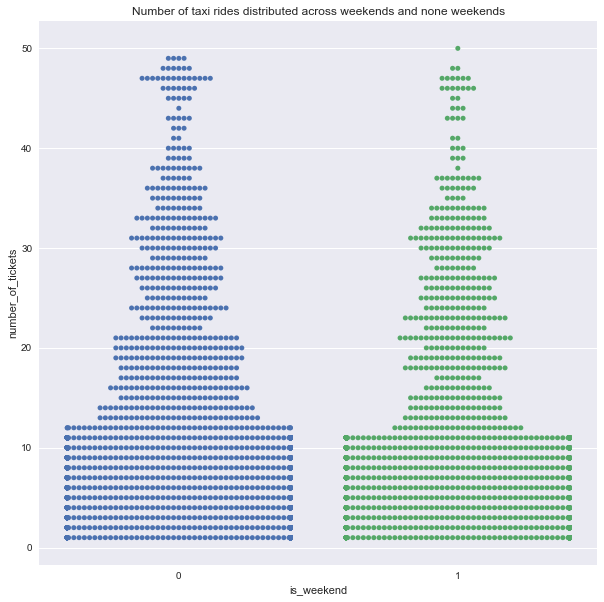 Number of taxi rides distributed across weekends and none weekends
number_of_tickets
50
40
30
20
10
0
0
1
is_weekend